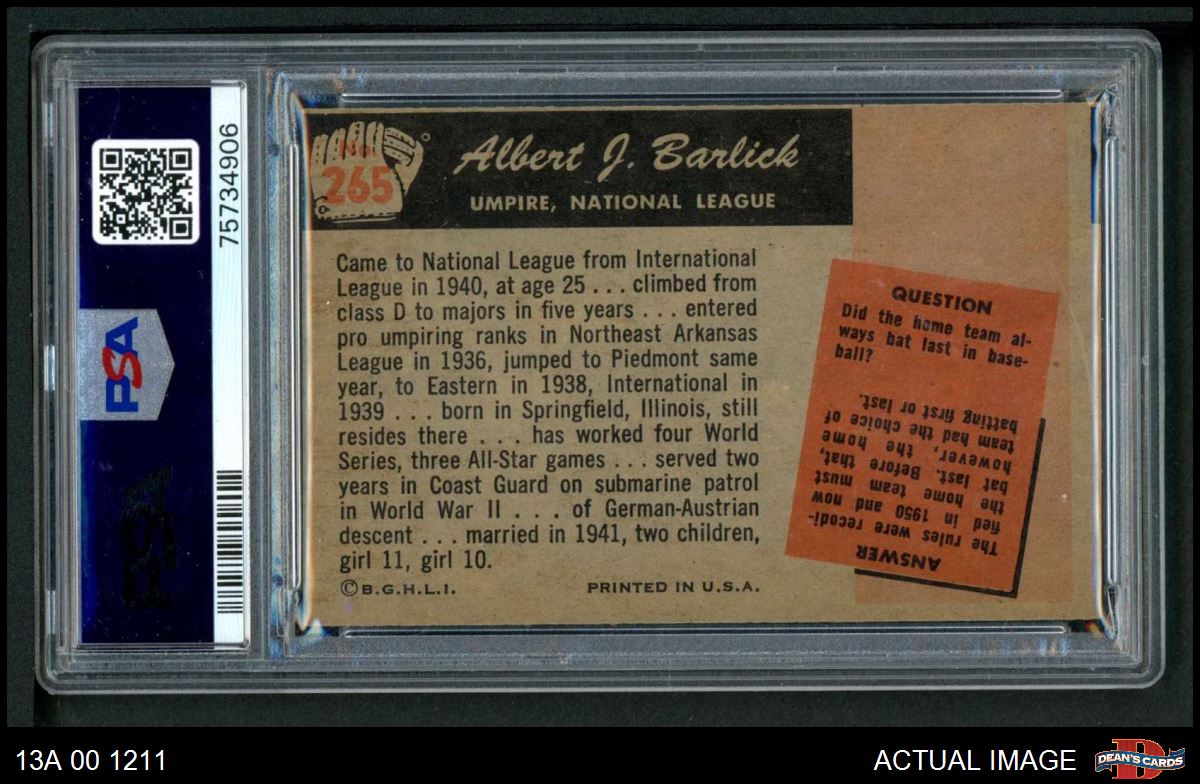 75734906
PSA
PSA
No.
265
Albert J. Barlick
UMPIRE, NATIONAL LEAGUE
Came to National League from International
League in 1940, at age 25 . . . climbed from
class D to majors in five years . . . entered
pro umpiring ranks in Northeast Arkansas
League in 1936, jumped to Piedmont same
year, to Eastern in 1938, International in
1939 . . . born in Springfield, Illinois, still
resides there . . . has worked four World
Series, three All-Star games . . . served two
years in Coast Guard on submarine patrol
in World War II . . . of German-Austrian
descent . . . married in 1941, two children,
girl 11, girl 10.
©B.G.H.L.I.
PRINTED IN U.S.A.
QUESTION
Did the home team al-
ways bat last in base-
ball?
ANSWER
The rules were recodi-
fied in 1950 and now
the home team must
bat last. Before that,
however, the home
team had the choice of
batting first or last.
13A 00 1211
ACTUAL IMAGE
D
DEAN'S CARDS